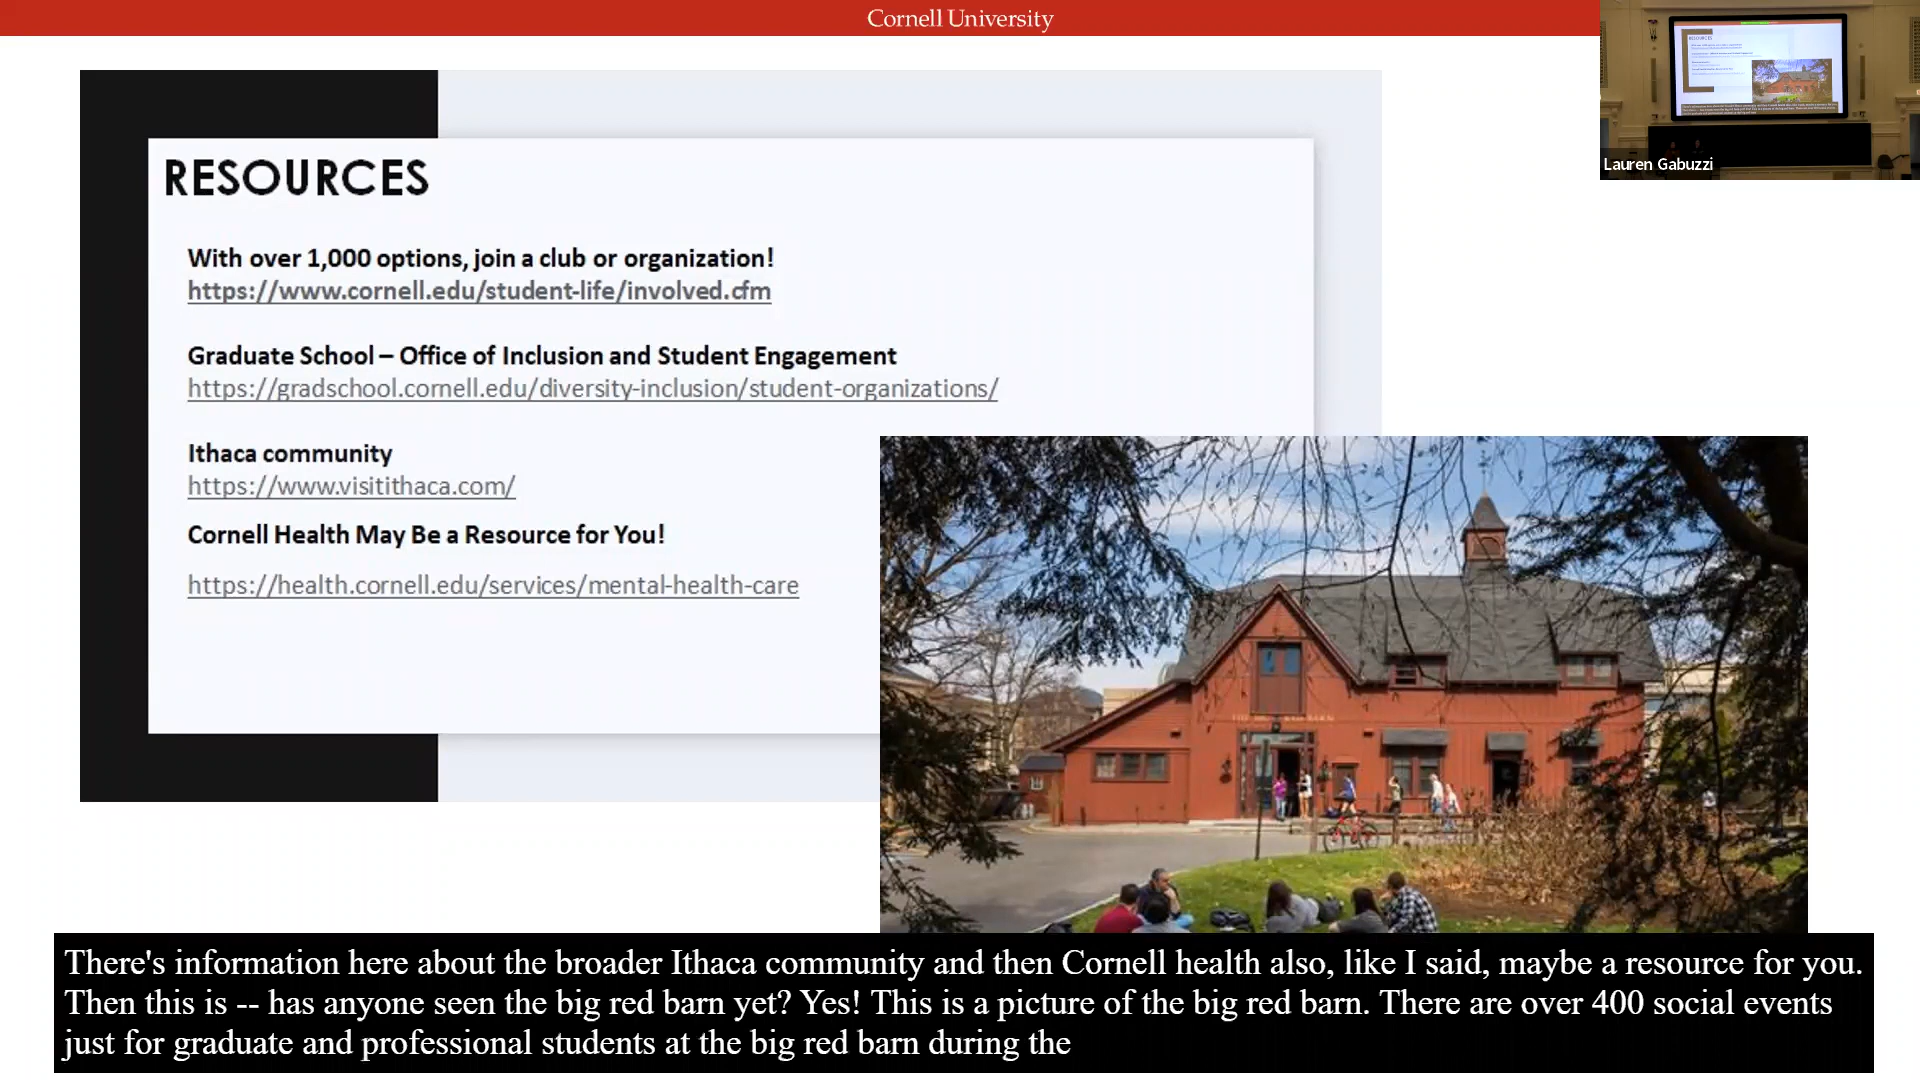 Cornell University
RESOURCES
With over 1,000 options, join a club or organization!
https://www.cornell.edu/student-life/involved.cfm
Graduate School – Office of Inclusion and Student Engagement
https://gradschool.cornell.edu/diversity-inclusion/student-organizations/
Ithaca community
https://www.visitithaca.com/
Cornell Health May Be a Resource for You!
https://health.cornell.edu/services/mental-health-care
RESOURCES
Lauren Gabuzzi
There's information here about the broader Ithaca community and then Cornell health also, like I said, maybe a resource for you.
Then this is -- has anyone seen the big red barn yet? Yes! This is a picture of the big red barn. There are over 400 social events
just for graduate and professional students at the big red barn during the